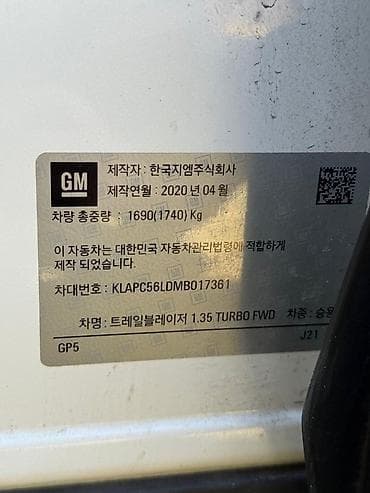 GM
제작자 : 한국지엠주식회사
제작연월 : 2020 년 04 월
차량 총중량 : 1690(1740) Kg
이 자동차는 대한민국 자동차관리법령에 적합하게
제작 되었습니다.
차대번호 : KLAPC56LDMB017361
차명 : 트레일블레이저 1.35 TURBO FWD 차종 : 승용
GP5 J21